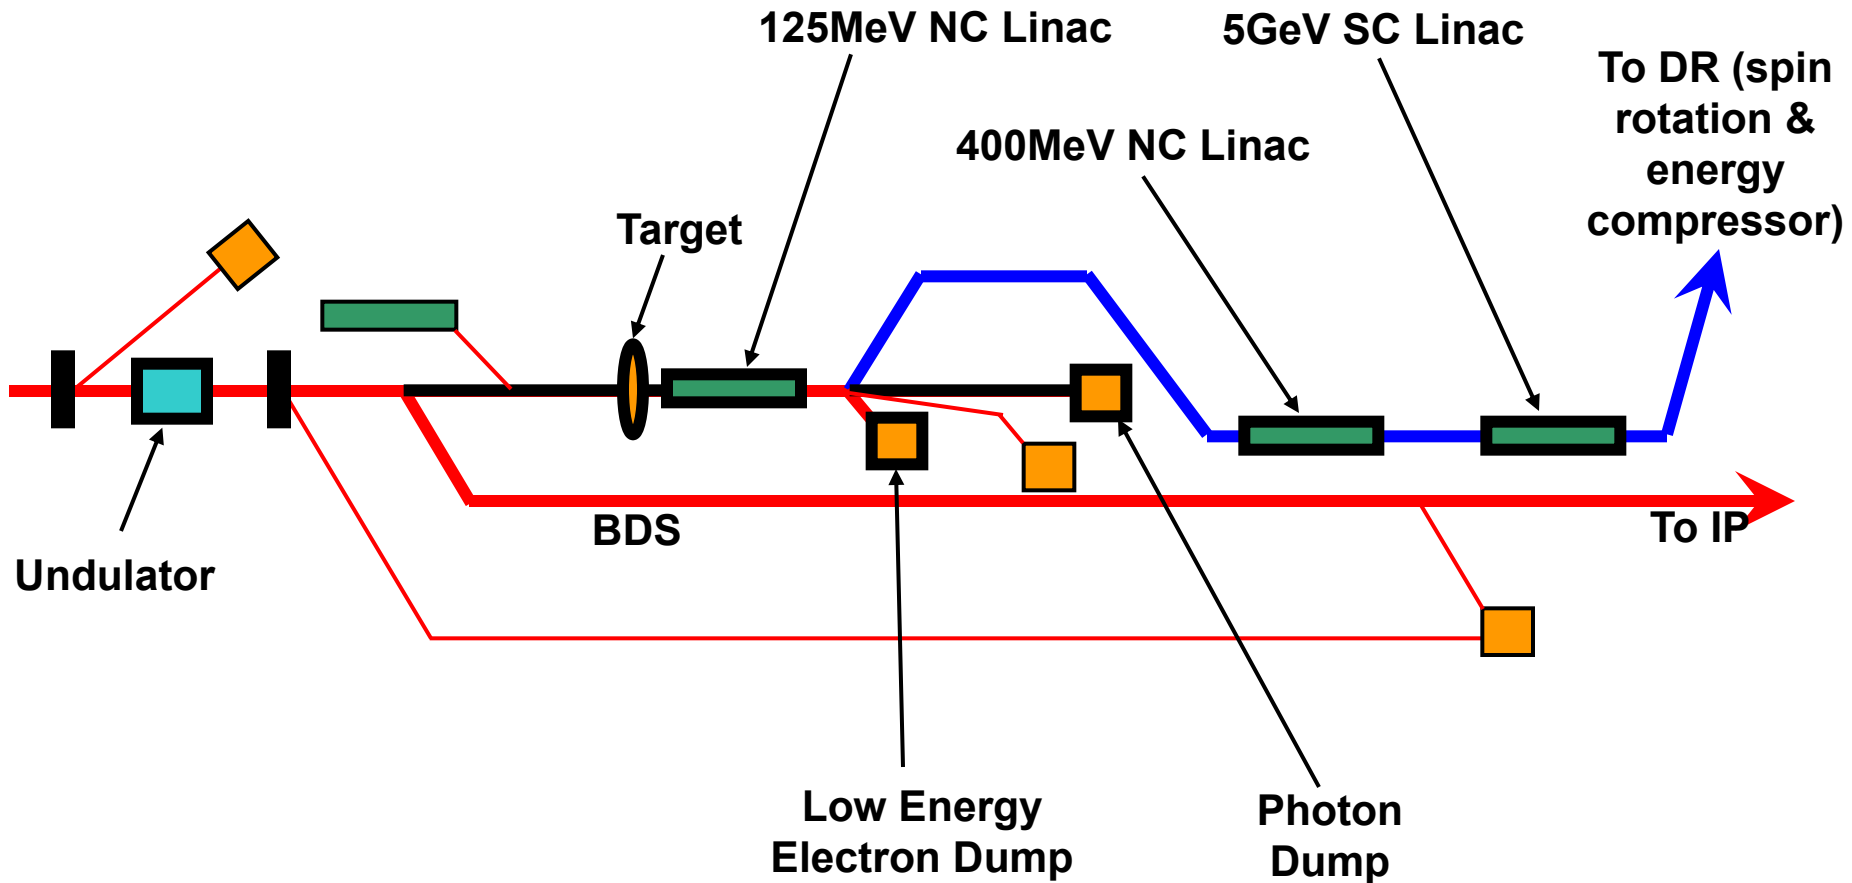 125MeV NC Linac
5GeV SC Linac
To DR (spin
rotation &
energy
compressor)
400MeV NC Linac
Target
BDS
To IP
Undulator
Low Energy
Electron Dump
Photon
Dump